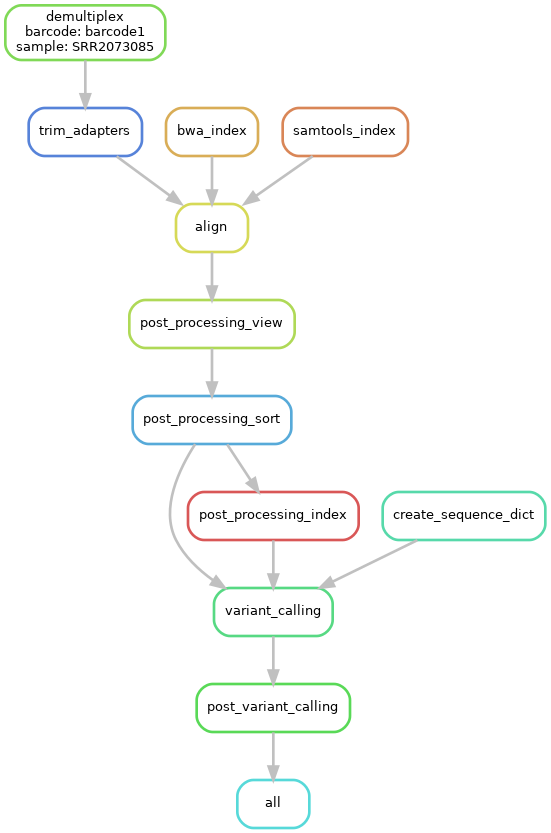 demultiplex
barcode: barcode1
sample: SRR2073085
trim_adapters
bwa_index
samtools_index
align
post_processing_view
post_processing_sort
post_processing_index
create_sequence_dict
variant_calling
post_variant_calling
all